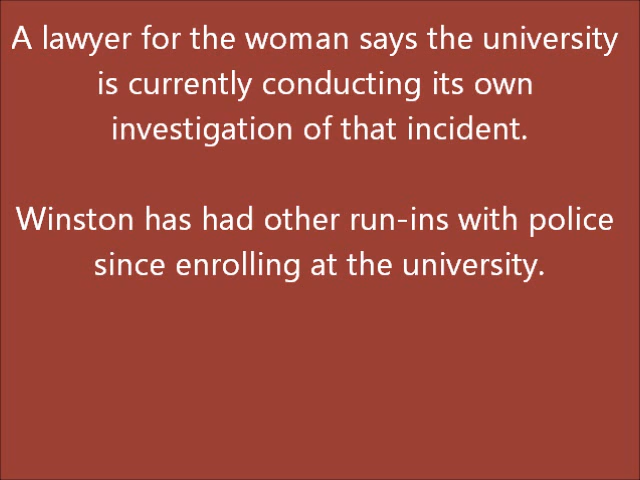 A lawyer for the woman says the university
is currently conducting its own
investigation of that incident.
Winston has had other run-ins with police
since enrolling at the university.